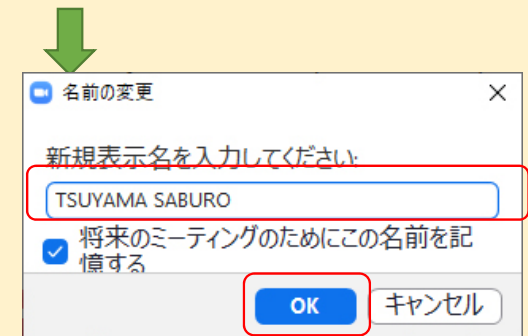 名前の変更
新規表示名を入力してください:
TSUYAMA SABURO
将来のミーティングのためにこの名前を記
憶する
OK キャンセル